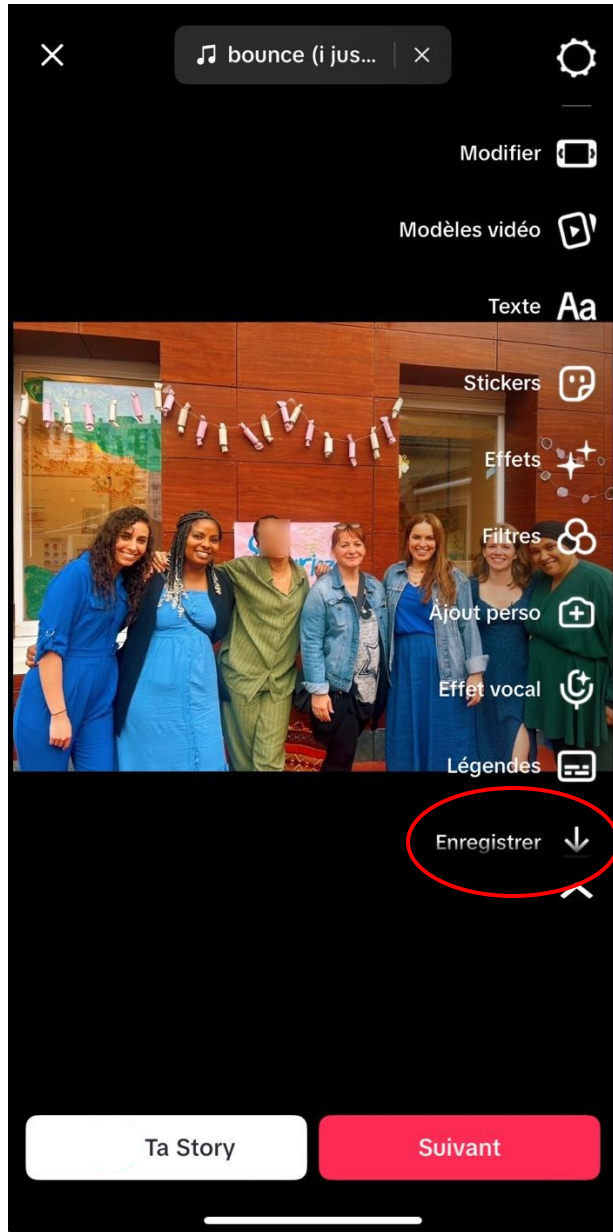 bounce (i jus...
Modifier
Modèles vidéo
Texte Aa
Stickers
Effets
Filtres
Ajout perso
Effet vocal
Légendes
Enregistrer
Ta Story
Suivant